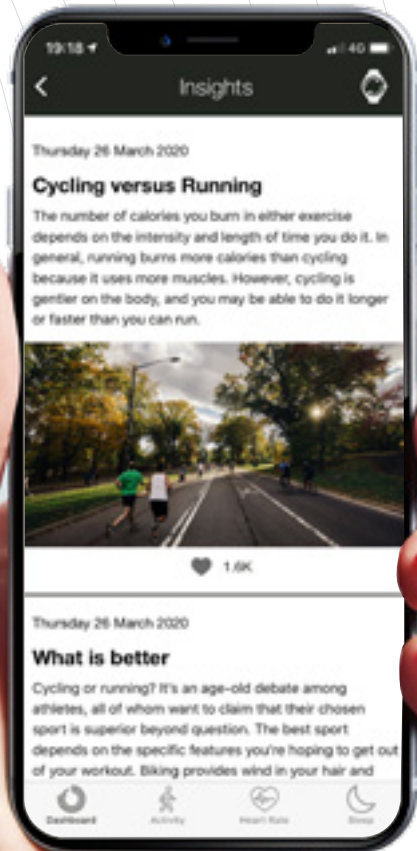 19:18
4G
Insights
Thursday 26 March 2020
Cycling versus Running
The number of calories you burn in either exercise
depends on the intensity and length of time you do it. In
general, running burns more calories than cycling
because it uses more muscles. However, cycling is
gentler on the body, and you may be able to do it longer
or faster than you can run.
1.6K
Thursday 26 March 2020
What is better
Cycling or running? It's an age-old debate among
athletes, all of whom want to claim that their chosen
sport is superior beyond question. The best sport
depends on the specific features you're hoping to get out
of your workout. Biking provides wind in your hair and
Dashboard
Activity
Heart Rate
Sleep